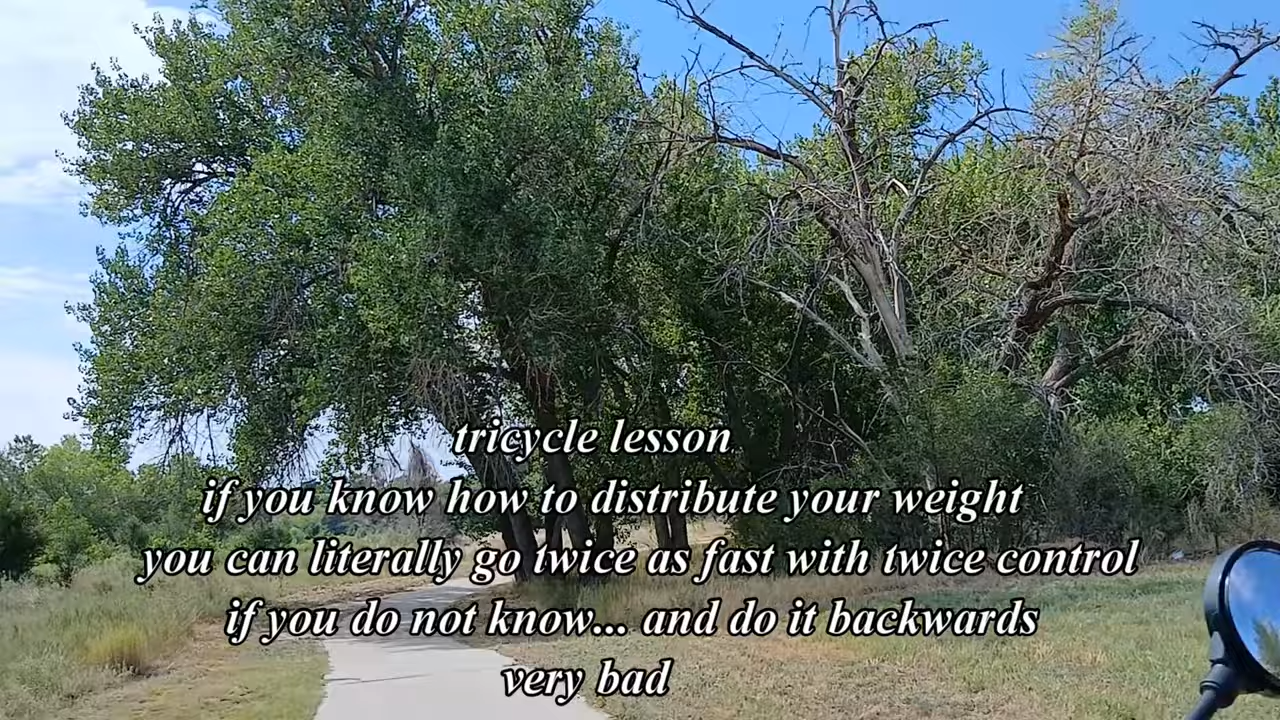 tricycle lesson
if you know how to distribute your weight
you can literally go twice as fast with twice control
if you do not know... and do it backwards
very bad